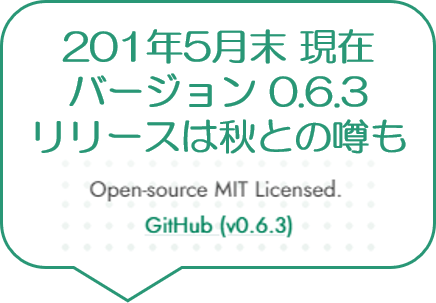 201年5月末 現在
バージョン 0.6.3
リリースは秋との噂も
Open-source MIT Licensed.
GitHub (v0.6.3)